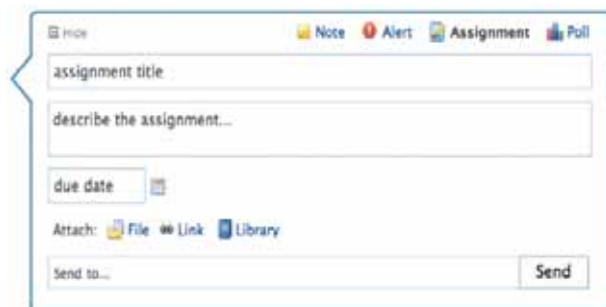 Hide Note Alert Assignment Poll
assignment title
describe the assignment...
due date
Attach: File Link Library
Send to... Send